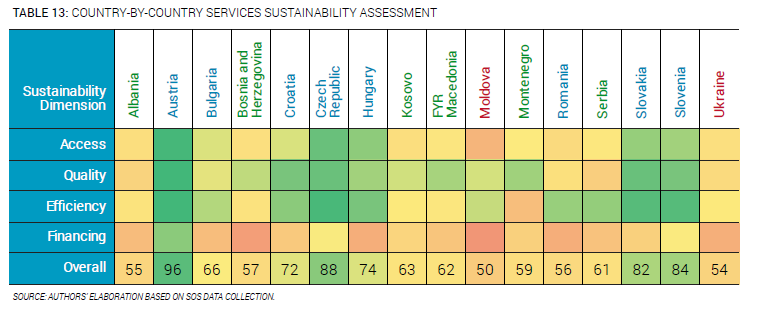 TABLE 13: COUNTRY-BY-COUNTRY SERVICES SUSTAINABILITY ASSESSMENT
Sustainability
Dimension
Albania
Austria
Bulgaria
Bosnia and
Herzegovina
Croatia
Czech
Republic
Hungary
Kosovo
FYR
Macedonia
Moldova
Montenegro
Romania
Serbia
Slovakia
Slovenia
Ukraine
Access
Quality
Efficiency
Financing
Overall 55 96 66 57 72 88 74 63 62 50 59 56 61 82 84 54
SOURCE: AUTHORS' ELABORATION BASED ON SOS DATA COLLECTION.